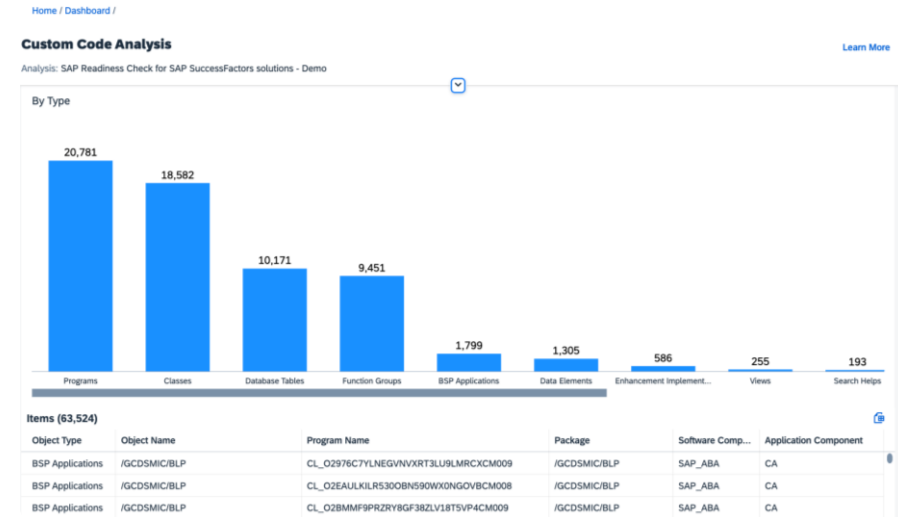 Home / Dashboard /
Custom Code Analysis
Learn More
Analysis: SAP Readiness Check for SAP SuccessFactors solutions - Demo
By Type
20,781
18,582
10,171
9,451
1,799
1,305
586
255
193
Programs
Classes
Database Tables
Function Groups
BSP Applications
Data Elements
Enhancement Implement...
Views
Search Helps
Items (63,524)
Object Type Object Name Program Name Package Software Comp... Application Component
BSP Applications /GCDSMIC/BLP CL_O2976C7YLNEGVNVXRT3LU9LMRCXCM009 /GCDSMIC/BLP SAP_ABA CA
BSP Applications /GCDSMIC/BLP CL_O2EAULKILR530OBN590WX0NGOVBCM008 /GCDSMIC/BLP SAP_ABA CA
BSP Applications /GCDSMIC/BLP CL_O2BMMF9PRZRY8GF38ZLV18T5VP4CM009 /GCDSMIC/BLP SAP_ABA CA